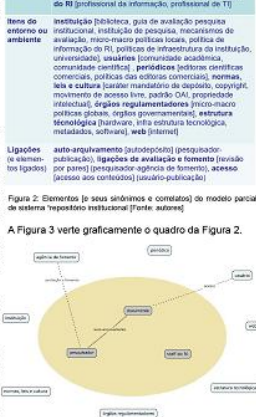 do RI [profissional da informação, profissional de TI]
Itens do entorno ou ambiente
instituição [biblioteca, guia de avaliação pesquisa
institucional, instituição de pesquisa, mecanismos de
avaliação, micro-macro políticas locais, política de
informação do RI, políticas de infraestrutura da instituição,
universidade], usuários [comunidade acadêmica,
comunidade científica] , periódicos [editoras científicas
comerciais, políticas das editoras comerciais], normas,
leis e cultura [caráter mandatório de depósito, copyright,
movimento de acesso livre, padrão OAI, propriedade
intelectual], órgãos regulamentadores [micro-macro
políticas globais, órgãos governamentais], estrutura
técnológica [hardware, infra estrutura tecnológica,
metadados, software], web [internet]
Ligações (e elementos ligados)
auto-arquivamento [autodepósito] (pesquisador-
publicação), ligações de avaliação e fomento [revisão
por pares] (pesquisador-agência de fomento), acesso
[acesso aos conteúdos] (usuário-publicação)
Figura 2: Elementos [e seus sinônimos e correlatos] do modelo parcial
de sistema "repositório institucional [Fonte: autores]
A Figura 3 verte graficamente o quadro da Figura 2.
periódico
agência de fomento
usuário
documento
instituição
web
pesquisador
staff do RI
normas, leis e cultura
estrutura tecnológica
órgãos regulamentadores